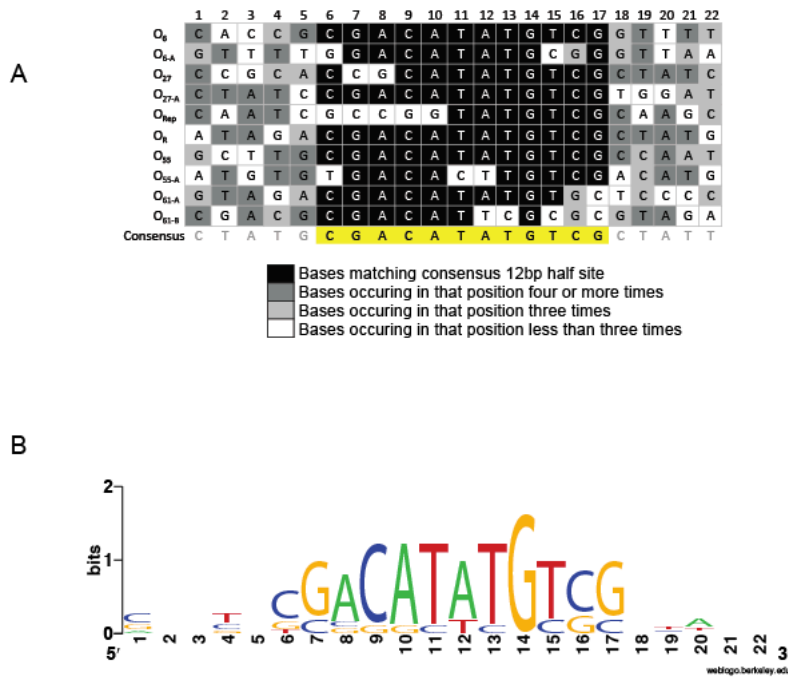 1 2 3 4 5 6 7 8 9 10 11 12 13 14 15 16 17 18 19 20 21 22
O6 C A C C G C G A C A T A T G T C G G T T T T
A
O6-A G T T T T G G A C A T A T G C G G G T T A A
O27 C C G C A C C G C A T A T G T C G C T A T C
O27-A C T A T C C G A C A T A T G T C G T G G A T
ORep C A A T C G C C G G T A T G T C G C A A G C
OR A T A G A C G A C A T A T G T C G C T A T G
O55 G C T T G C G A C A T A T G T C G C C A A T
O55-A A T G T G T G A C A C T T G T C G A C A T G
O61-A G T A G A C G A C A T A T G T G C T C C C C
O61-B C G A C G C G A C A T T C G C G C G T A G A
Consensus C T A T G C G A C A T A T G T C G C T A T T
Bases matching consensus 12bp half site
Bases occuring in that position four or more times
Bases occuring in that position three times
Bases occuring in that position less than three times
B
2
bits
1
CGACATATGTCG
0
5′ 1 2 3 4 5 6 7 8 9 10 11 12 13 14 15 16 17 18 19 20 21 22 3
weblogo.berkeley.edu